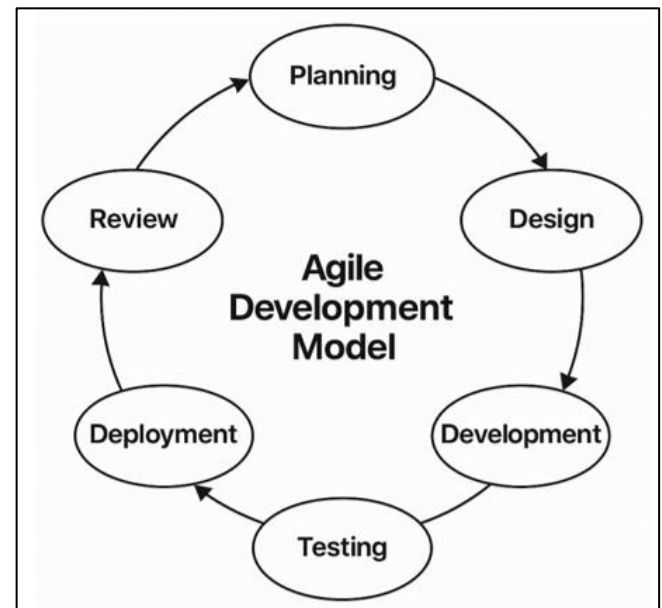 Planning
Review
Design
Agile
Development
Model
Deployment
Development
Testing